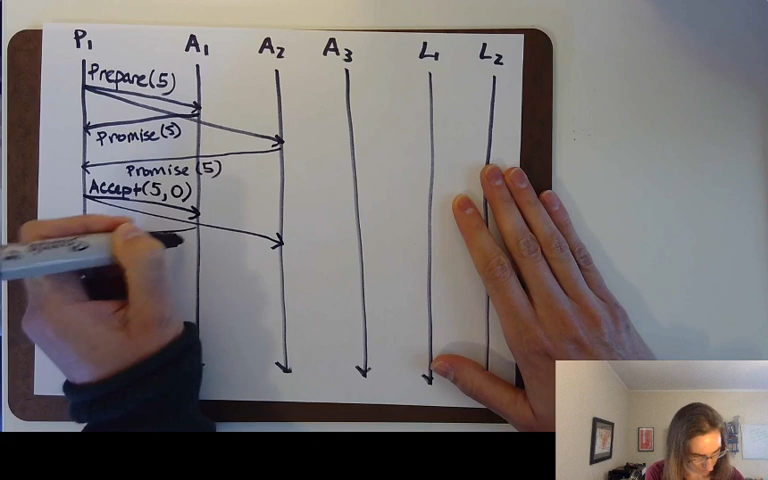 P1 A1 A2 A3 L1 L2
Prepare(5)
Promise(5)
Promise(5)
Accept(5,0)